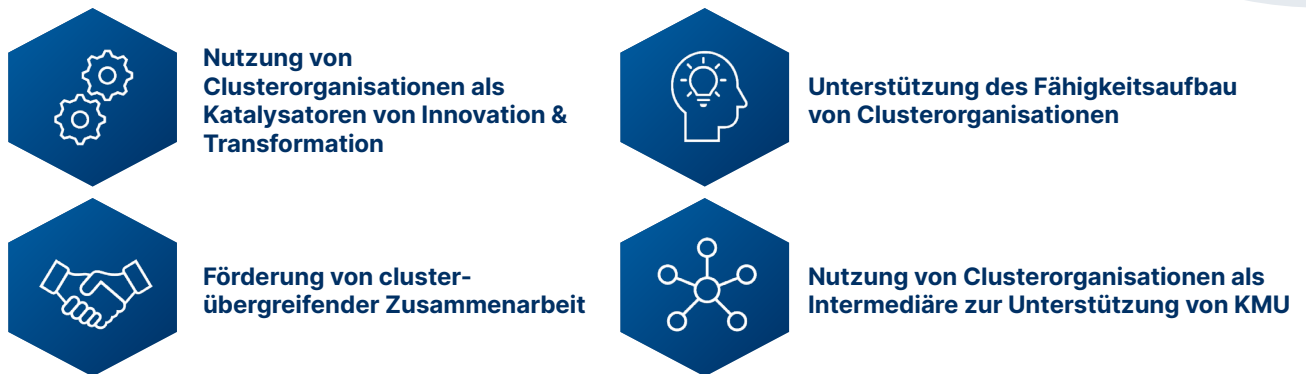 Nutzung von
Clusterorganisationen als
Katalysatoren von Innovation &
Transformation
Unterstützung des Fähigkeitsaufbau
von Clusterorganisationen
Förderung von cluster-
übergreifender Zusammenarbeit
Nutzung von Clusterorganisationen als
Intermediäre zur Unterstützung von KMU